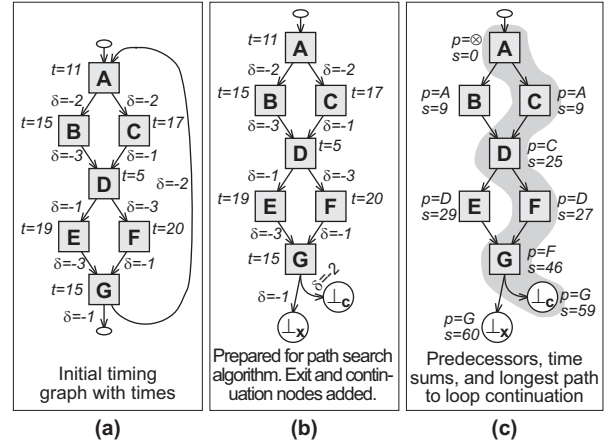 t=11
A
δ=-2 δ=-2
t=15 B C t=17
δ=-3 δ=-1
D t=5
δ=-1 δ=-3
δ=-2
t=19 E F t=20
δ=-3 δ=-1
t=15 G
δ=-1
Initial timing
graph with times
(a)
t=11 A
δ=-2 δ=-2
t=15 B C t=17
δ=-3 δ=-1
D t=5
δ=-1 δ=-3
t=19 E F t=20
δ=-3 δ=-1
t=15 G
δ=-2
δ=-1
⊥c
⊥x
Prepared for path search
algorithm. Exit and contin-
uation nodes added.
(b)
p=⊗
s=0
A
p=A
s=9
B
C
p=A
s=9
D
p=C
s=25
p=D
s=29
E
F
p=D
s=27
G
p=F
s=46
⊥c
p=G
s=59
p=G
s=60
⊥x
Predecessors, time
sums, and longest path
to loop continuation
(c)